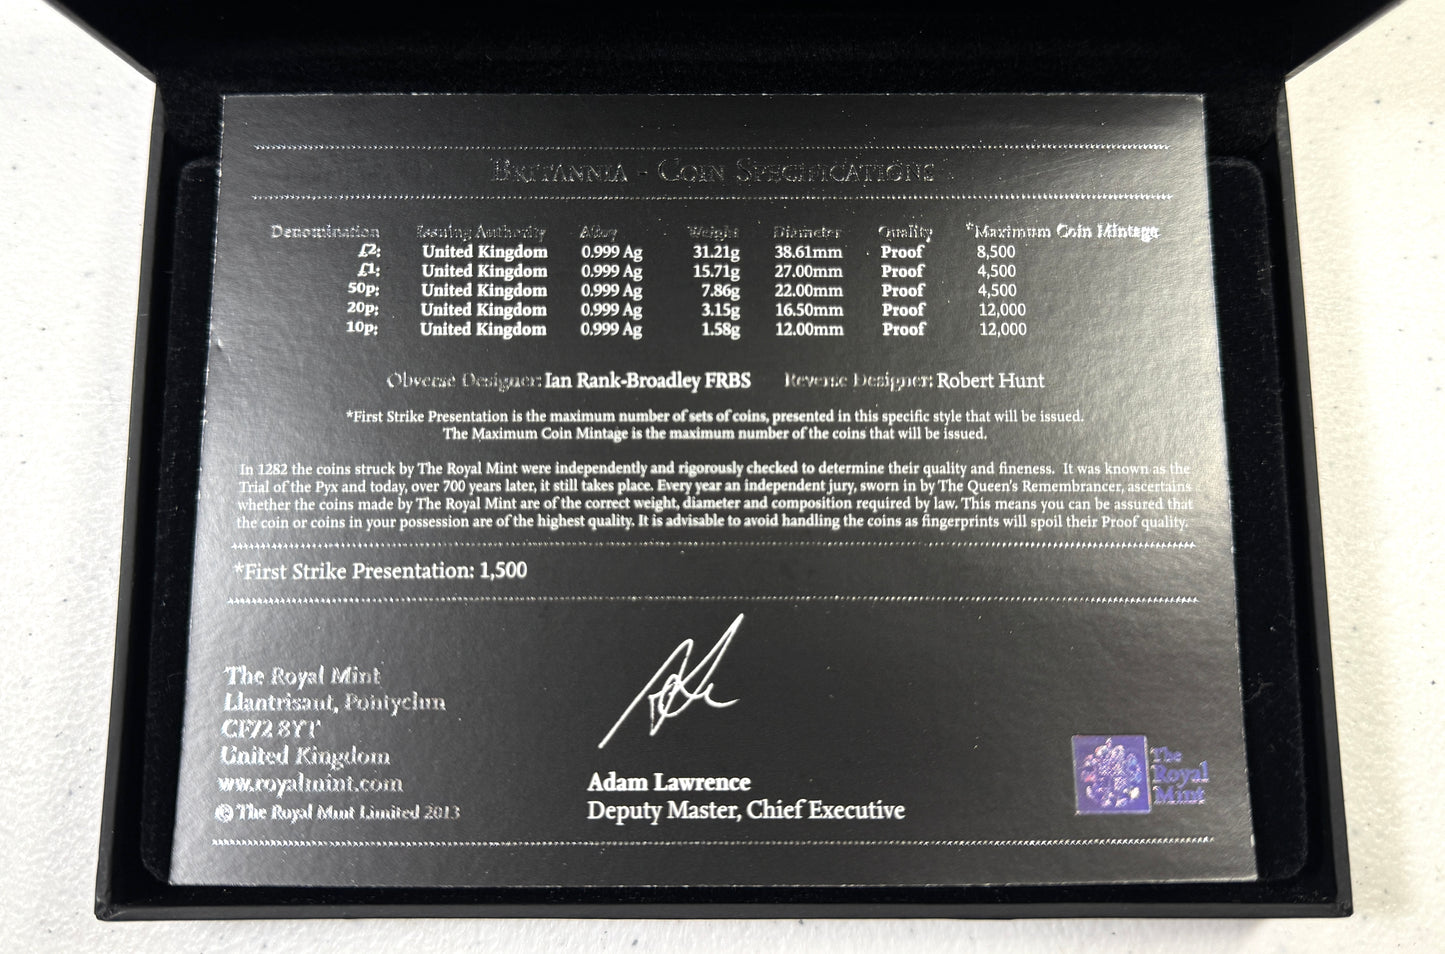 BRITANNIA - COIN SPECIFICATIONS
Denomination Issuing Authority Alloy Weight Diameter Quality *Maximum Coin Mintage
£2: United Kingdom 0.999 Ag 31.21g 38.61mm Proof 8,500
£1: United Kingdom 0.999 Ag 15.71g 27.00mm Proof 4,500
50p: United Kingdom 0.999 Ag 7.86g 22.00mm Proof 4,500
20p: United Kingdom 0.999 Ag 3.15g 16.50mm Proof 12,000
10p: United Kingdom 0.999 Ag 1.58g 12.00mm Proof 12,000
Obverse Designer: Ian Rank-Broadley FRBS Reverse Designer: Robert Hunt
*First Strike Presentation is the maximum number of sets of coins, presented in this specific style that will be issued.
The Maximum Coin Mintage is the maximum number of the coins that will be issued.
In 1282 the coins struck by The Royal Mint were independently and rigorously checked to determine their quality and fineness. It was known as the
Trial of the Pyx and today, over 700 years later, it still takes place. Every year an independent jury, sworn in by The Queen's Remembrancer, ascertains
whether the coins made by The Royal Mint are of the correct weight, diameter and composition required by law. This means you can be assured that
the coin or coins in your possession are of the highest quality. It is advisable to avoid handling the coins as fingerprints will spoil their Proof quality.
*First Strike Presentation: 1,500
The Royal Mint
Llantrisant, Pontyclun
CF72 8YT
United Kingdom
www.royalmint.com
© The Royal Mint Limited 2013
Adam Lawrence
Deputy Master, Chief Executive
The
Royal
Mint